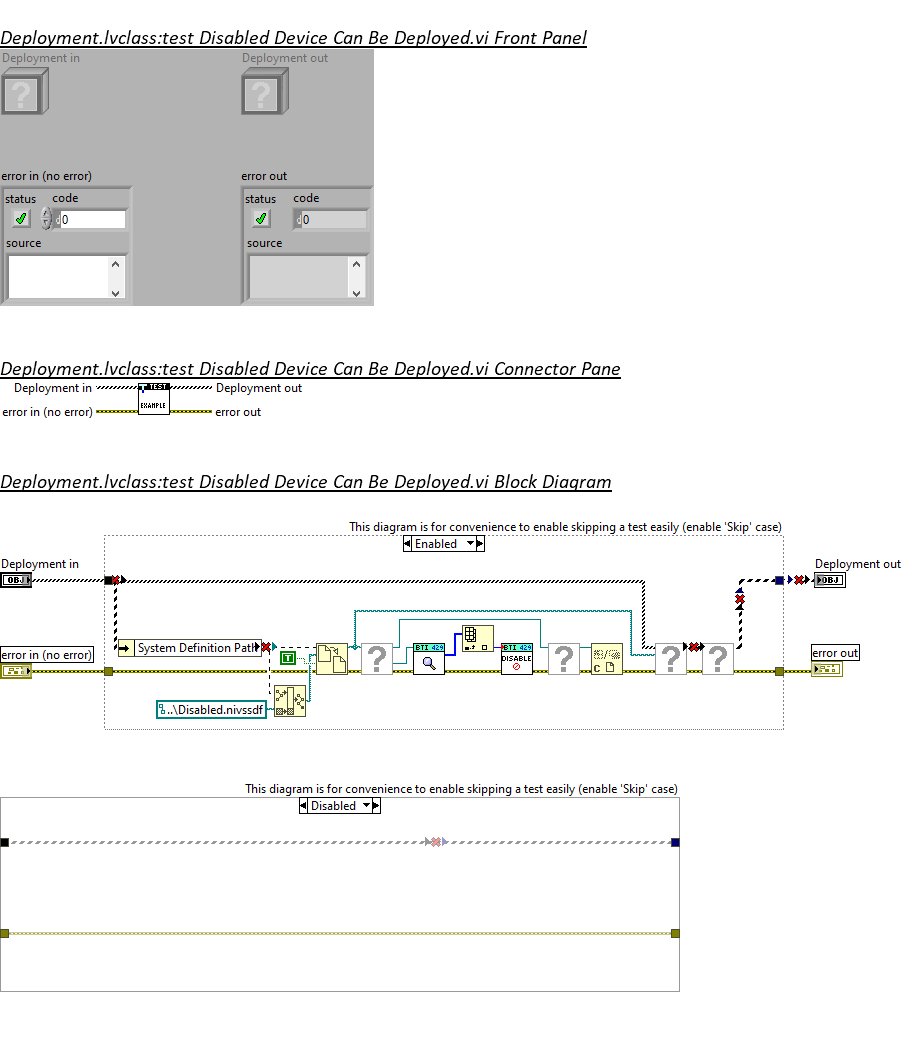 Deployment.lvclass:test Disabled Device Can Be Deployed.vi Front Panel
Deployment in
Deployment out
?
?
error in (no error)
error out
status
code
status
code
d
0
d
0
source
source
Deployment.lvclass:test Disabled Device Can Be Deployed.vi Connector Pane
Deployment in
TEST
Deployment out
error in (no error)
EXAMPLE
error out
Deployment.lvclass:test Disabled Device Can Be Deployed.vi Block Diagram
This diagram is for convenience to enable skipping a test easily (enable 'Skip' case)
Enabled
Deployment in
Deployment out
OBJ
OBJ
error in (no error)
System Definition Path
T
?
BTI 429
BTI 429
DISABLE
?
?
?
error out
..\Disabled.nivssdf
This diagram is for convenience to enable skipping a test easily (enable 'Skip' case)
Disabled